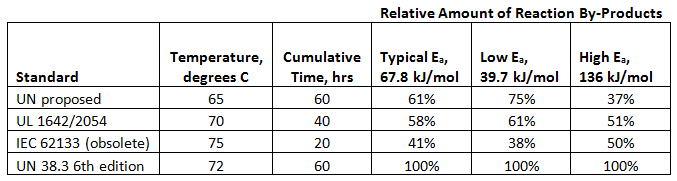 Relative Amount of Reaction By-Products
Temperature, Cumulative Typical Eₐ, Low Eₐ, High Eₐ,
Standard degrees C Time, hrs 67.8 kJ/mol 39.7 kJ/mol 136 kJ/mol
UN proposed 65 60 61% 75% 37%
UL 1642/2054 70 40 58% 61% 51%
IEC 62133 (obsolete) 75 20 41% 38% 50%
UN 38.3 6th edition 72 60 100% 100% 100%